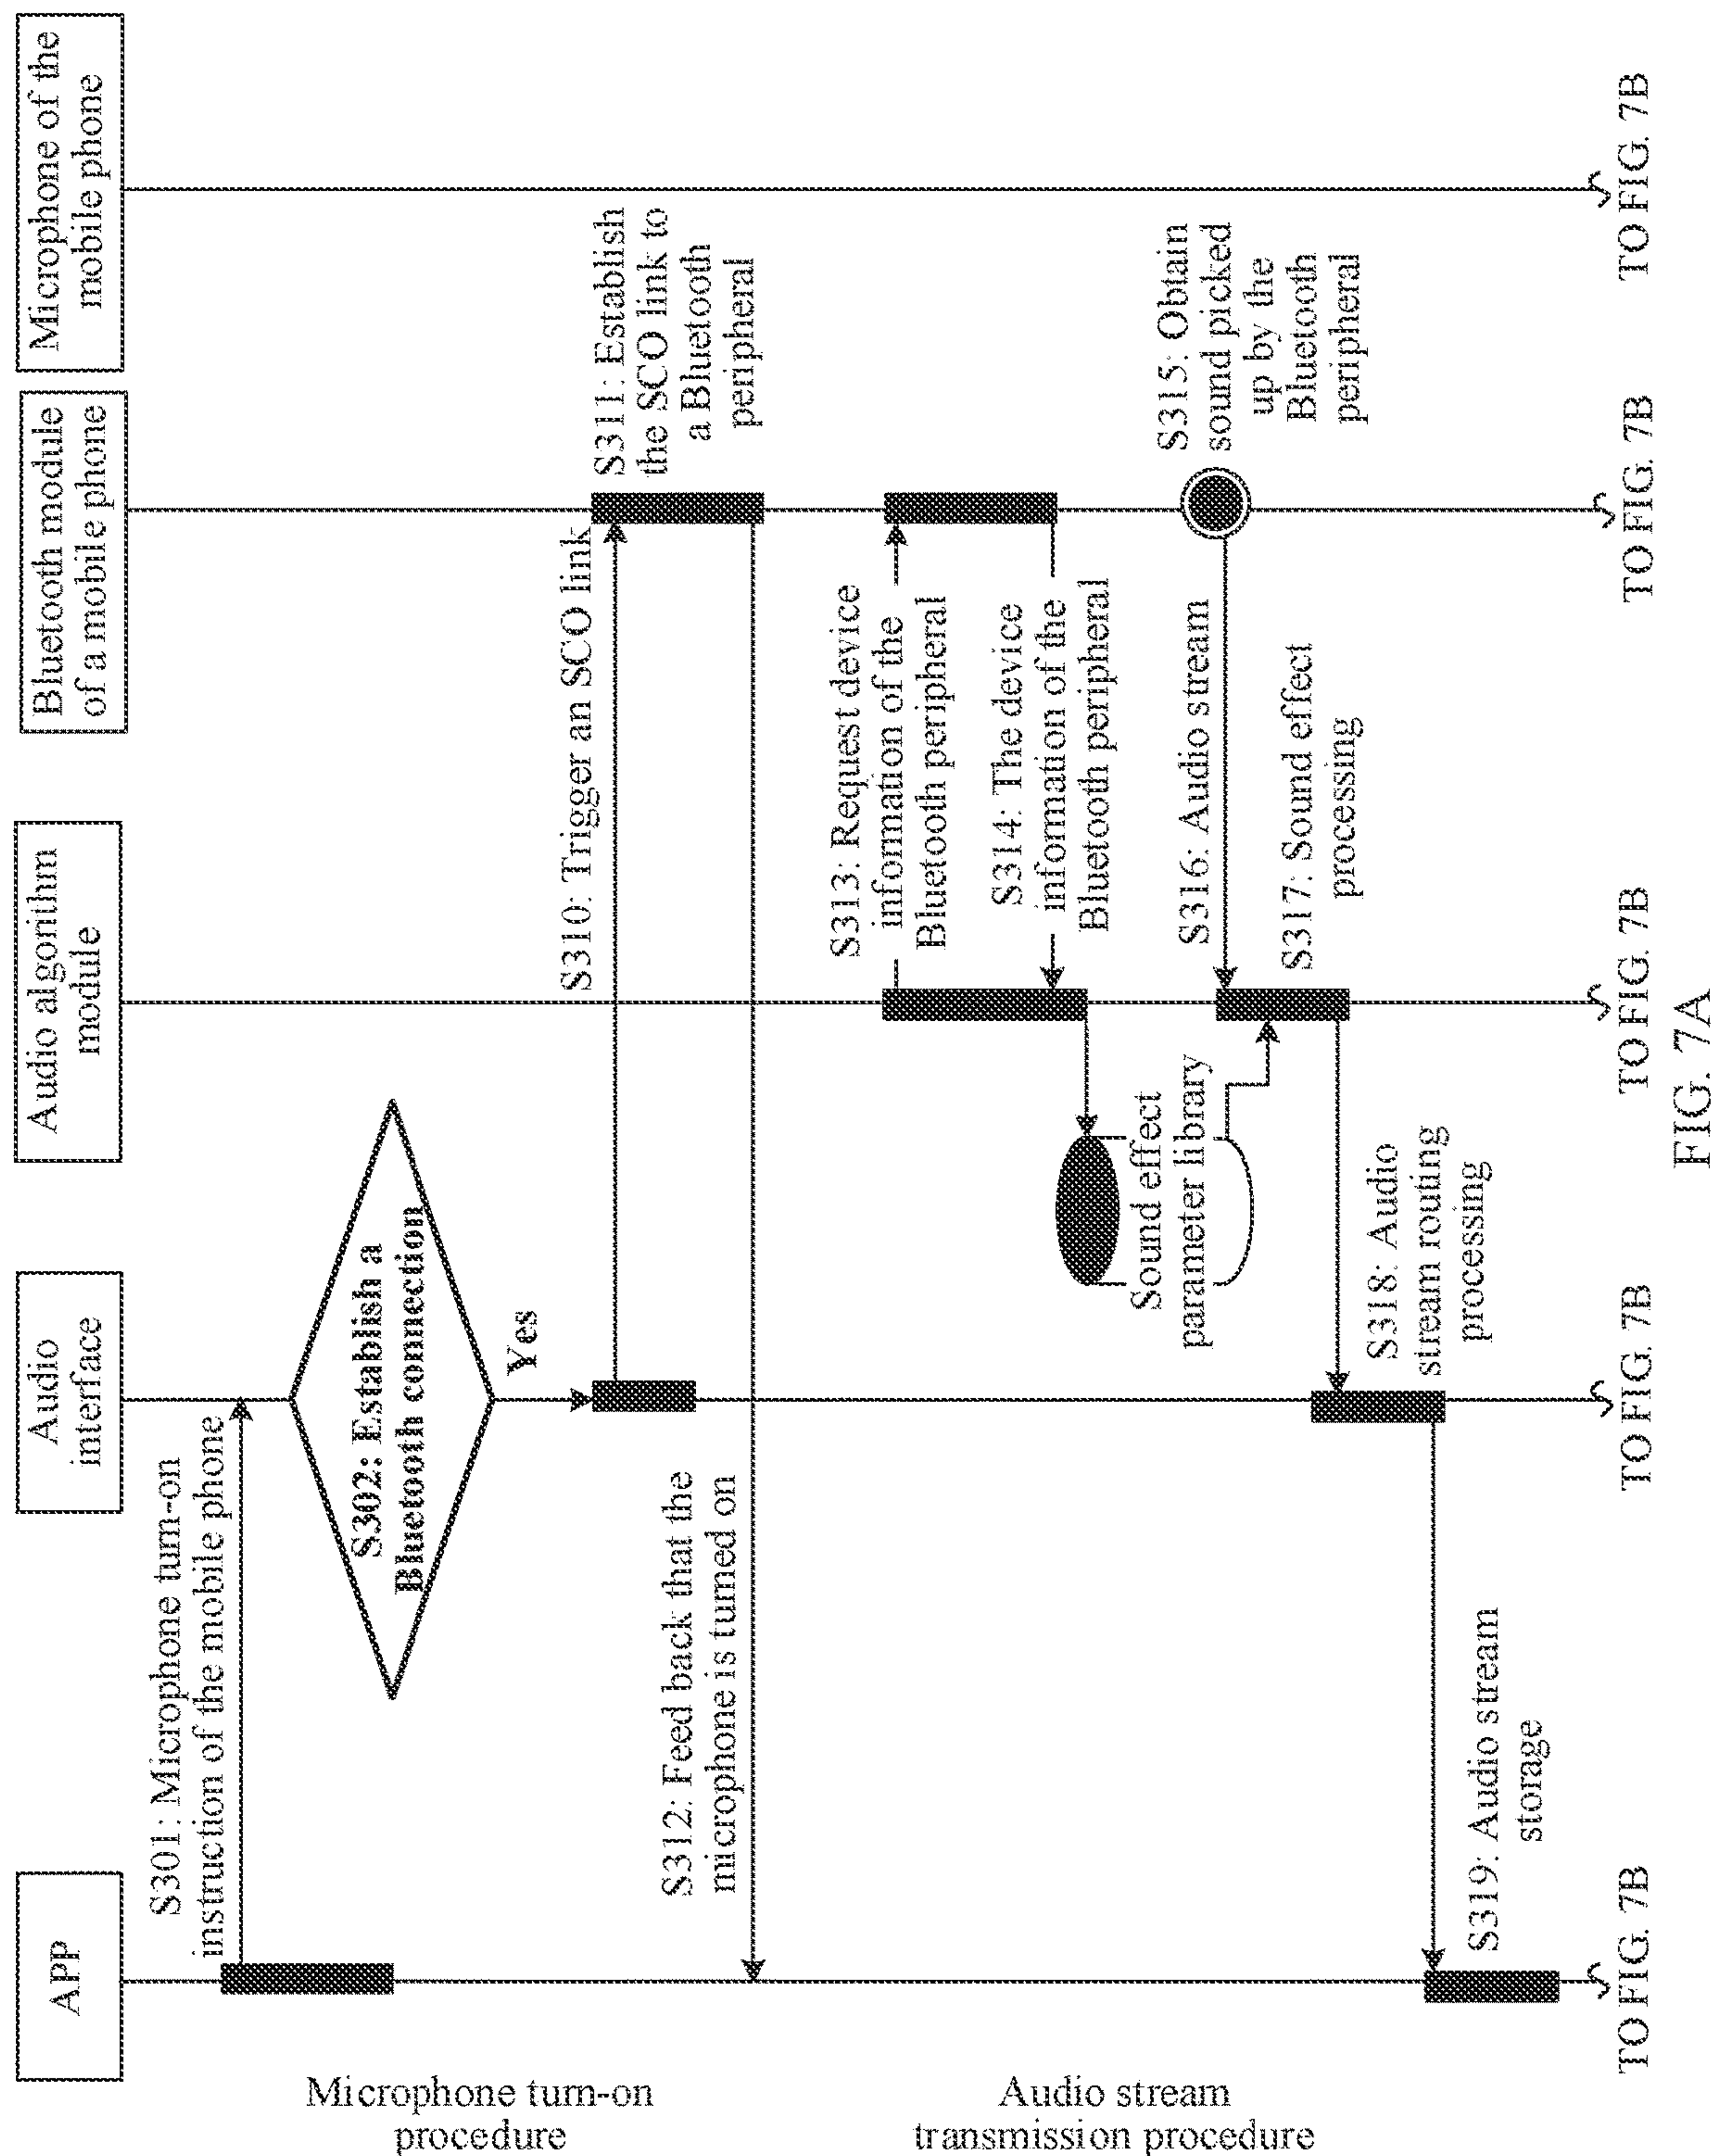 APP
Audio
interface
Audio algorithm
module
Bluetooth module
of a mobile phone
Microphone of the
mobile phone
Microphone turn-on
procedure
S301: Microphone turn-on
instruction of the mobile phone
S302: Establish a
Bluetooth connection
Yes
S310: Trigger an SCO link
S311: Establish
the SCO link to
a Bluetooth
peripheral
S312: Feed back that the
microphone is turned on
Audio stream
transmission procedure
S313: Request device
information of the
Bluetooth peripheral
S314: The device
information of the
Bluetooth peripheral
Sound effect
parameter library
S315: Obtain
sound picked
up by the
Bluetooth
peripheral
S316: Audio stream
S317: Sound effect
processing
S318: Audio
stream routing
processing
S319: Audio stream
storage
TO FIG. 7B
TO FIG. 7B
TO FIG. 7B
TO FIG. 7B
TO FIG. 7B
FIG. 7A